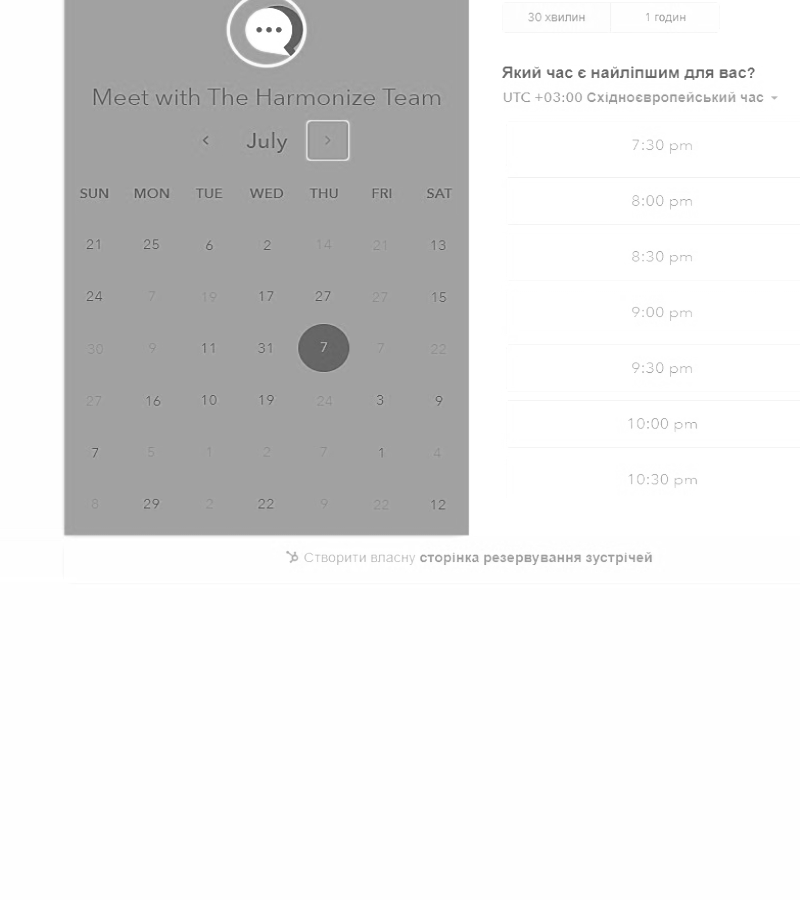 30 хвилин 1 годин
Meet with The Harmonize Team
July
SUN MON TUE WED THU FRI SAT
21 25 6 2 14 21 13
24 7 19 17 27 27 15
30 9 11 31 7 7 22
27 16 10 19 24 3 9
7 5 1 2 7 1 4
8 29 2 22 9 22 12
Який час є найліпшим для вас?
UTC +03:00 Східноєвропейський час
7:30 pm
8:00 pm
8:30 pm
9:00 pm
9:30 pm
10:00 pm
10:30 pm
Створити власну сторінка резервування зустрічей